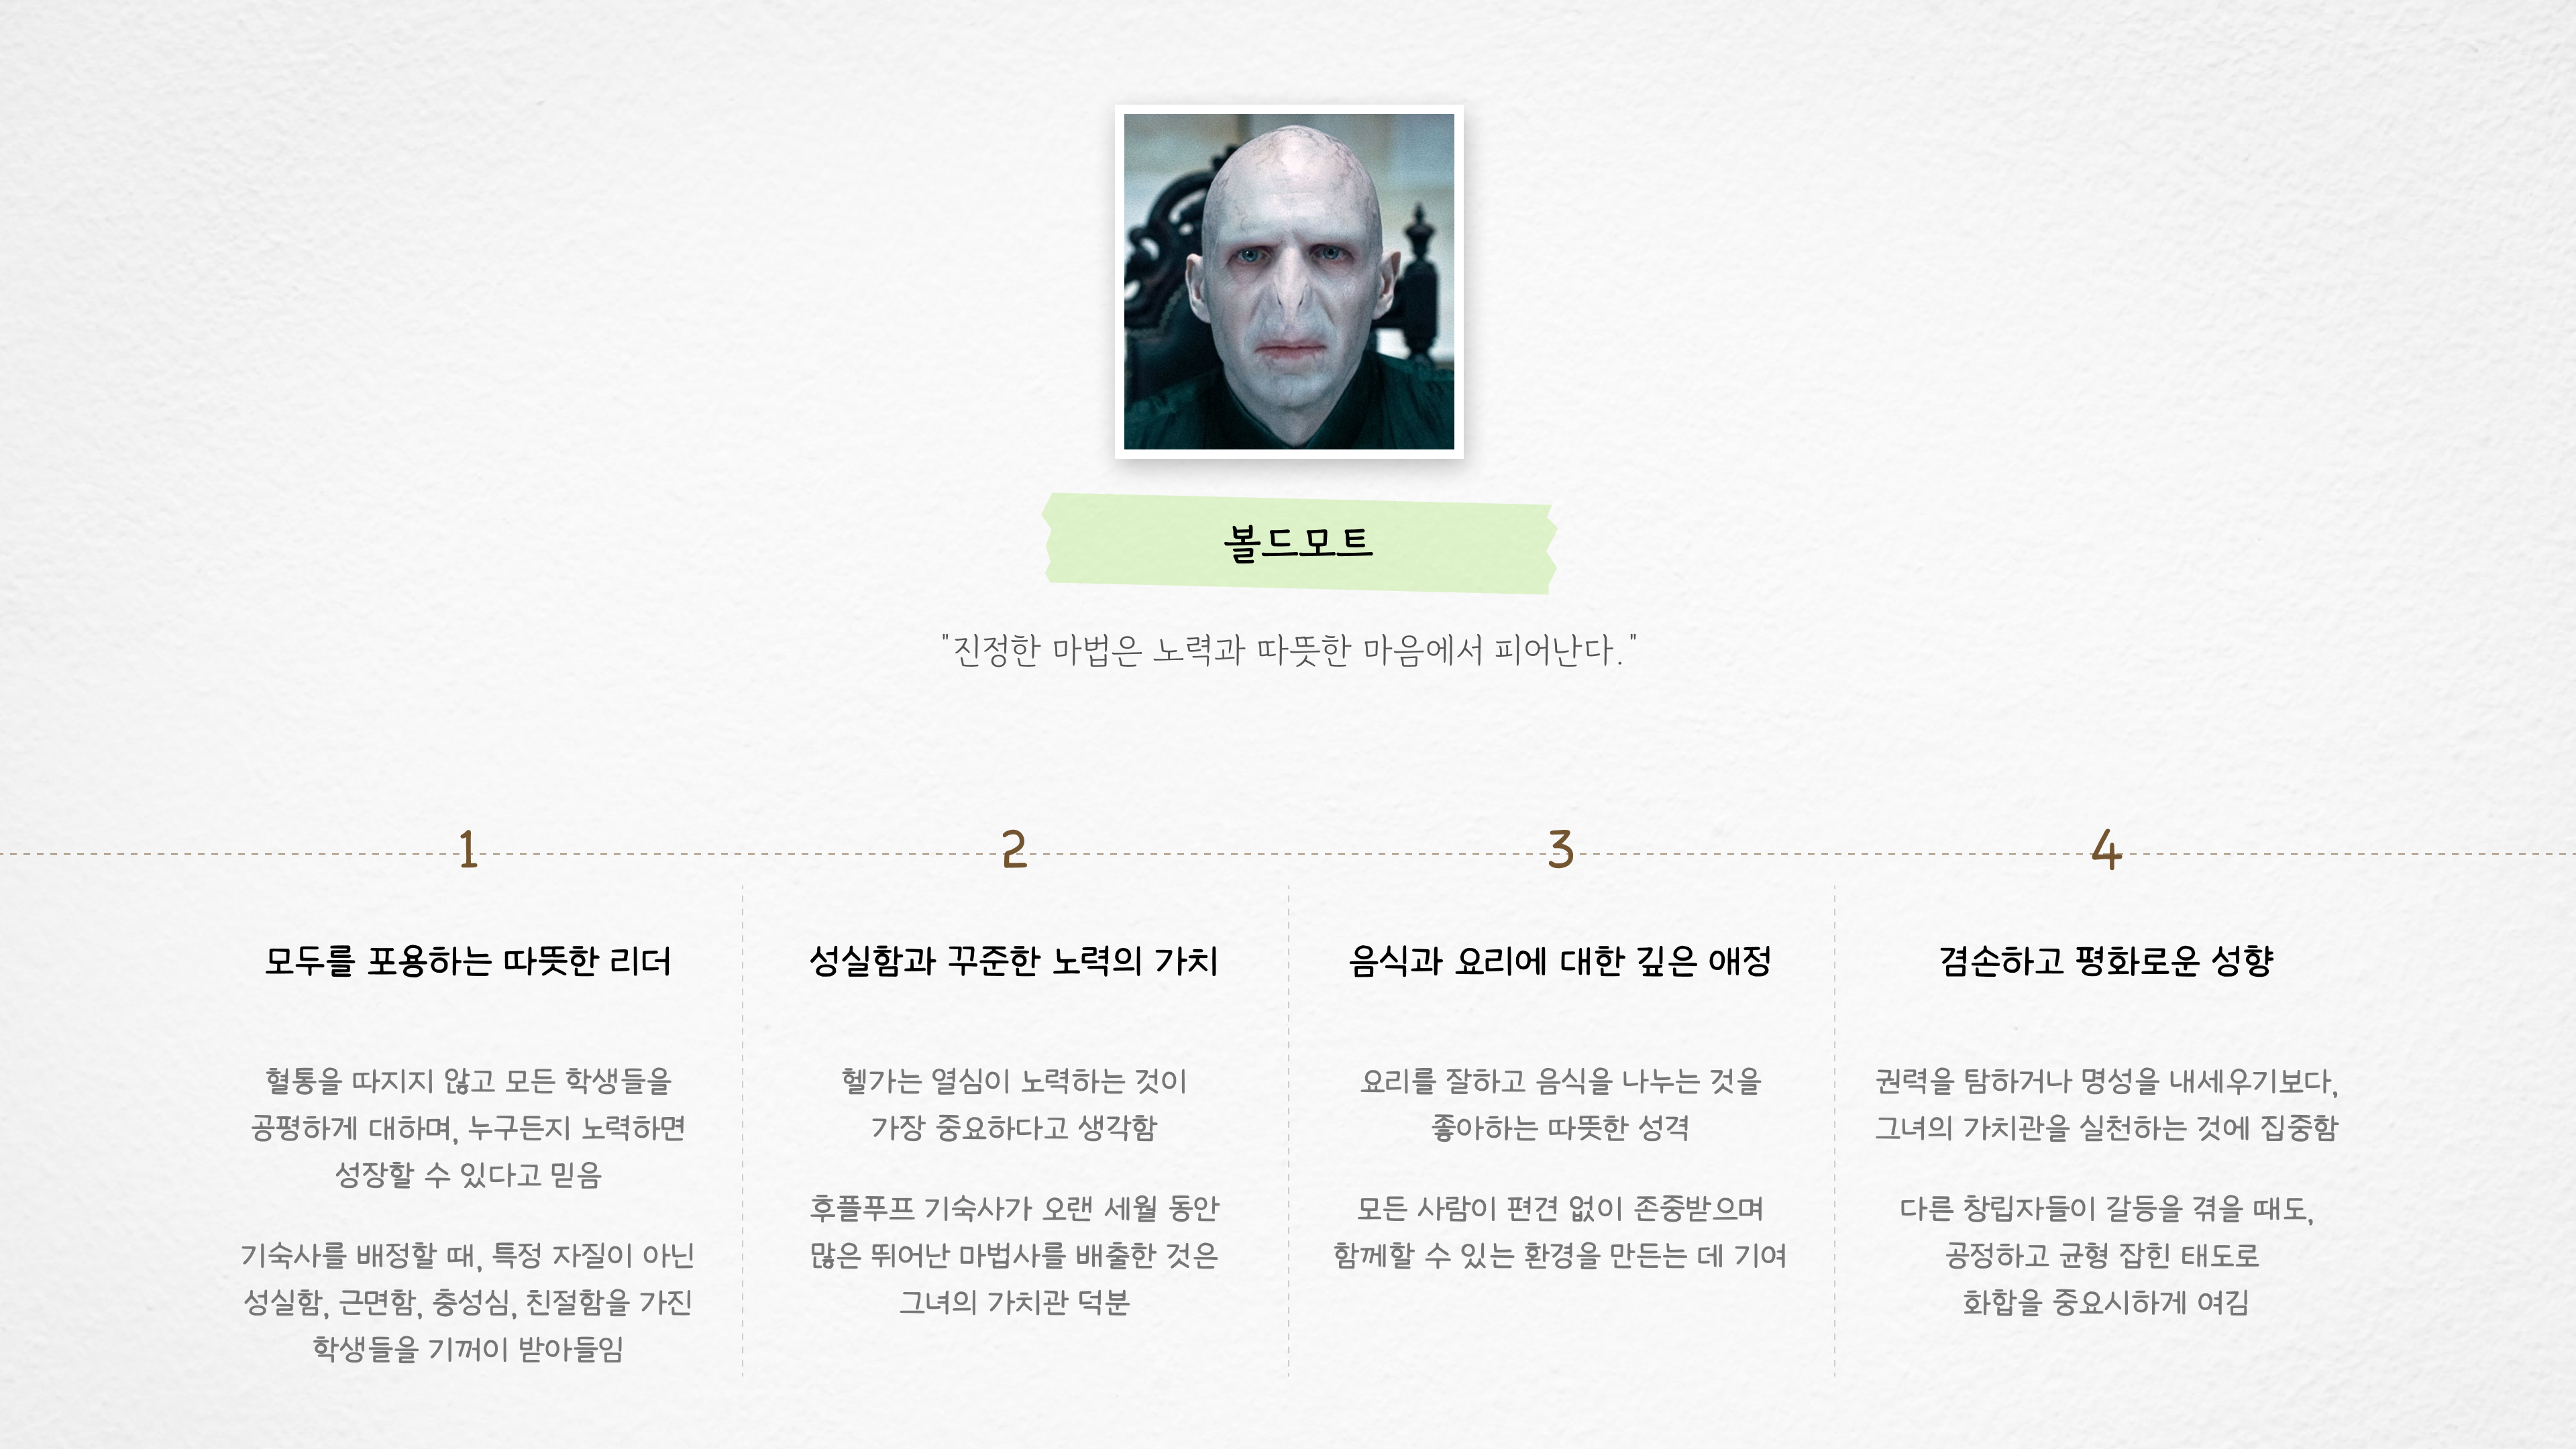 볼드모트
"진정한 마법은 노력과 따뜻한 마음에서 피어난다."
1
모두를 포용하는 따뜻한 리더
혈통을 따지지 않고 모든 학생들을
공평하게 대하며, 누구든지 노력하면
성장할 수 있다고 믿음
기숙사를 배정할 때, 특정 자질이 아닌
성실함, 근면함, 충성심, 친절함을 가진
학생들을 기꺼이 받아들임
2
성실함과 꾸준한 노력의 가치
헬가는 열심이 노력하는 것이
가장 중요하다고 생각함
후플푸프 기숙사가 오랜 세월 동안
많은 뛰어난 마법사를 배출한 것은
그녀의 가치관 덕분
3
음식과 요리에 대한 깊은 애정
요리를 잘하고 음식을 나누는 것을
좋아하는 따뜻한 성격
모든 사람이 편견 없이 존중받으며
함께할 수 있는 환경을 만든는 데 기여
4
겸손하고 평화로운 성향
권력을 탐하거나 명성을 내세우기보다,
그녀의 가치관을 실천하는 것에 집중함
다른 창립자들이 갈등을 겪을 때도,
공정하고 균형 잡힌 태도로
화합을 중요시하게 여김